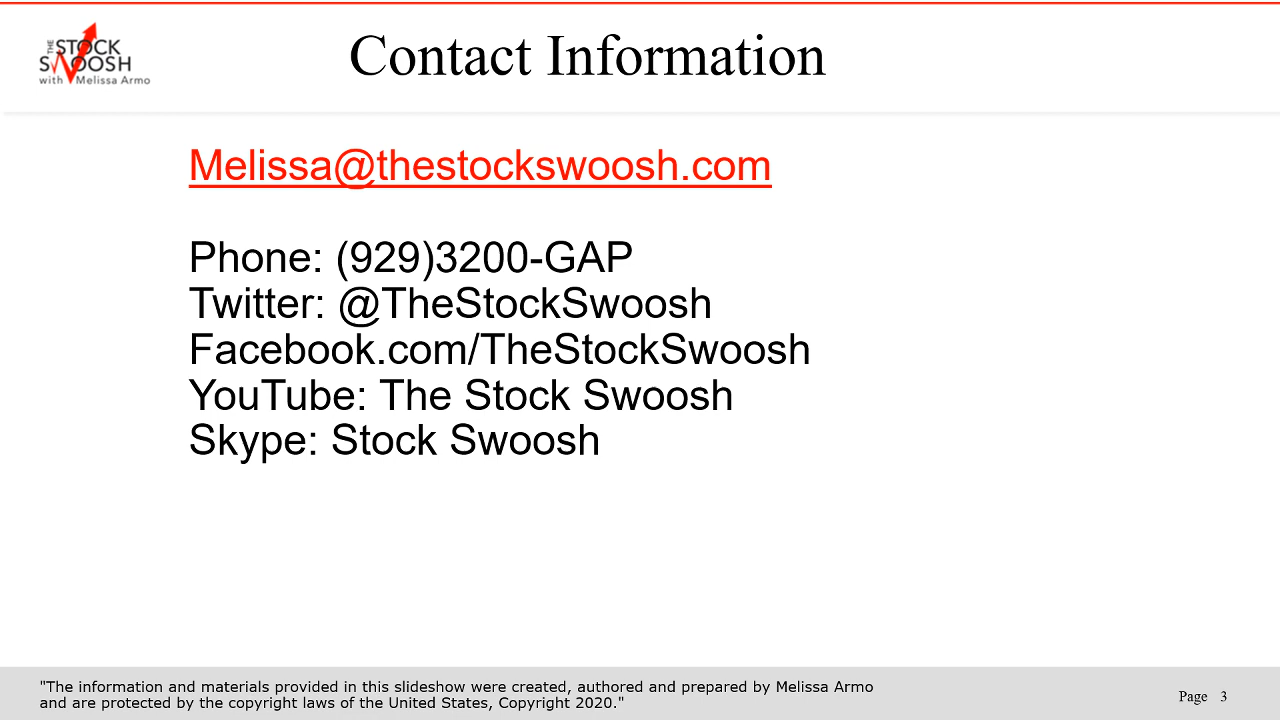 THE STOCK
SWOOSH
with Melissa Armo
Contact Information
Melissa@thestockswoosh.com
Phone: (929)3200-GAP
Twitter: @TheStockSwoosh
Facebook.com/TheStockSwoosh
YouTube: The Stock Swoosh
Skype: Stock Swoosh
"The information and materials provided in this slideshow were created, authored and prepared by Melissa Armo
and are protected by the copyright laws of the United States, Copyright 2020."
Page 3